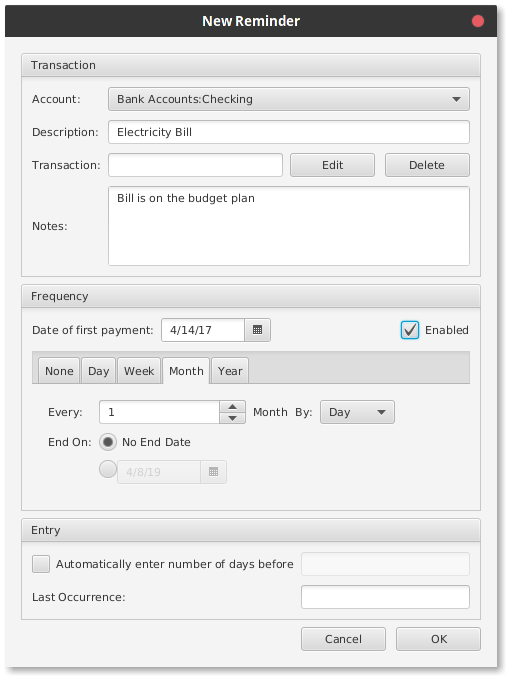 New Reminder
Transaction
Account: Bank Accounts:Checking
Description: Electricity Bill
Transaction: Edit Delete
Notes: Bill is on the budget plan
Frequency
Date of first payment: 4/14/17 Enabled
None Day Week Month Year
Every: 1 Month By: Day
End On: No End Date
4/8/19
Entry
Automatically enter number of days before
Last Occurrence:
Cancel OK